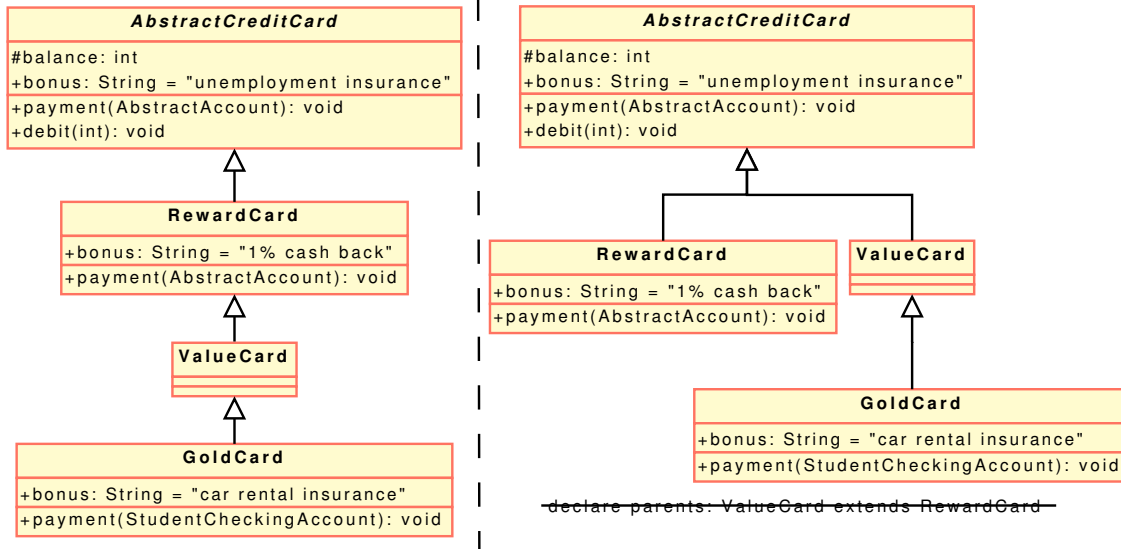 AbstractCreditCard
#balance: int
+bonus: String = "unemployment insurance"
+payment(AbstractAccount): void
+debit(int): void
RewardCard
+bonus: String = "1% cash back"
+payment(AbstractAccount): void
ValueCard
GoldCard
+bonus: String = "car rental insurance"
+payment(StudentCheckingAccount): void
AbstractCreditCard
#balance: int
+bonus: String = "unemployment insurance"
+payment(AbstractAccount): void
+debit(int): void
RewardCard
+bonus: String = "1% cash back"
+payment(AbstractAccount): void
ValueCard
GoldCard
+bonus: String = "car rental insurance"
+payment(StudentCheckingAccount): void
declare parents: ValueCard extends RewardCard